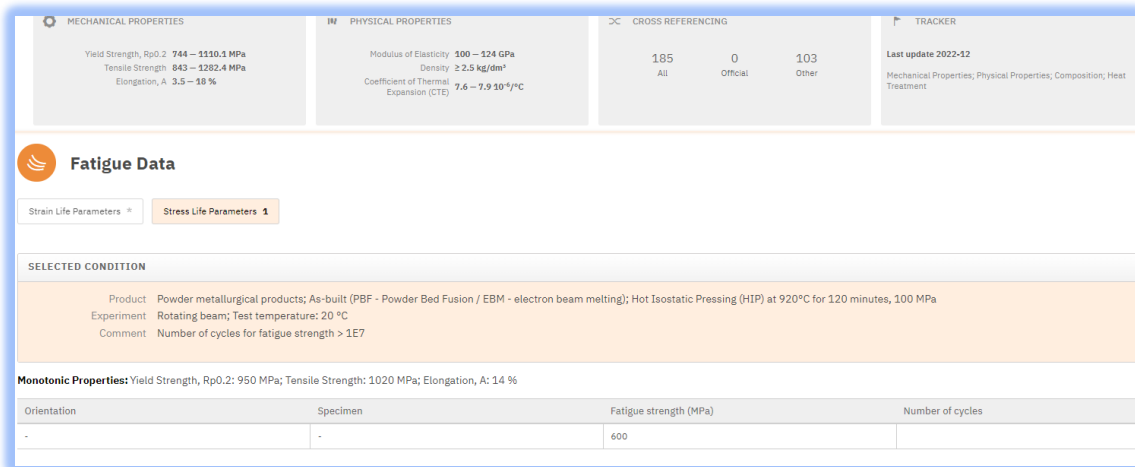 MECHANICAL PROPERTIES
Yield Strength, Rp0.2 744 – 1110.1 MPa
Tensile Strength 843 – 1282.4 MPa
Elongation, A 3.5 – 18 %
PHYSICAL PROPERTIES
Modulus of Elasticity 100 – 124 GPa
Density ≥ 2.5 kg/dm³
Coefficient of Thermal
Expansion (CTE) 7.6 – 7.9 10⁻⁶/°C
CROSS REFERENCING
185 0 103
All Official Other
TRACKER
Last update 2022-12
Mechanical Properties; Physical Properties; Composition; Heat
Treatment
Fatigue Data
Strain Life Parameters * Stress Life Parameters 1
SELECTED CONDITION
Product Powder metallurgical products; As-built (PBF - Powder Bed Fusion / EBM - electron beam melting); Hot Isostatic Pressing (HIP) at 920°C for 120 minutes, 100 MPa
Experiment Rotating beam; Test temperature: 20 °C
Comment Number of cycles for fatigue strength > 1E7
Monotonic Properties: Yield Strength, Rp0.2: 950 MPa; Tensile Strength: 1020 MPa; Elongation, A: 14 %
Orientation Specimen Fatigue strength (MPa) Number of cycles
- - 600